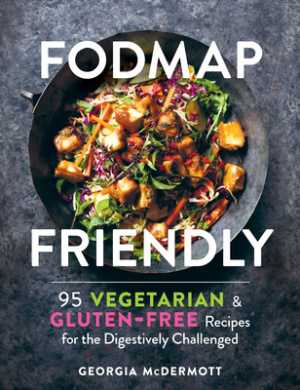 FODMAP
FRIENDLY
95 VEGETARIAN &
GLUTEN-FREE Recipes
for the Digestively Challenged
GEORGIA McDERMOTT